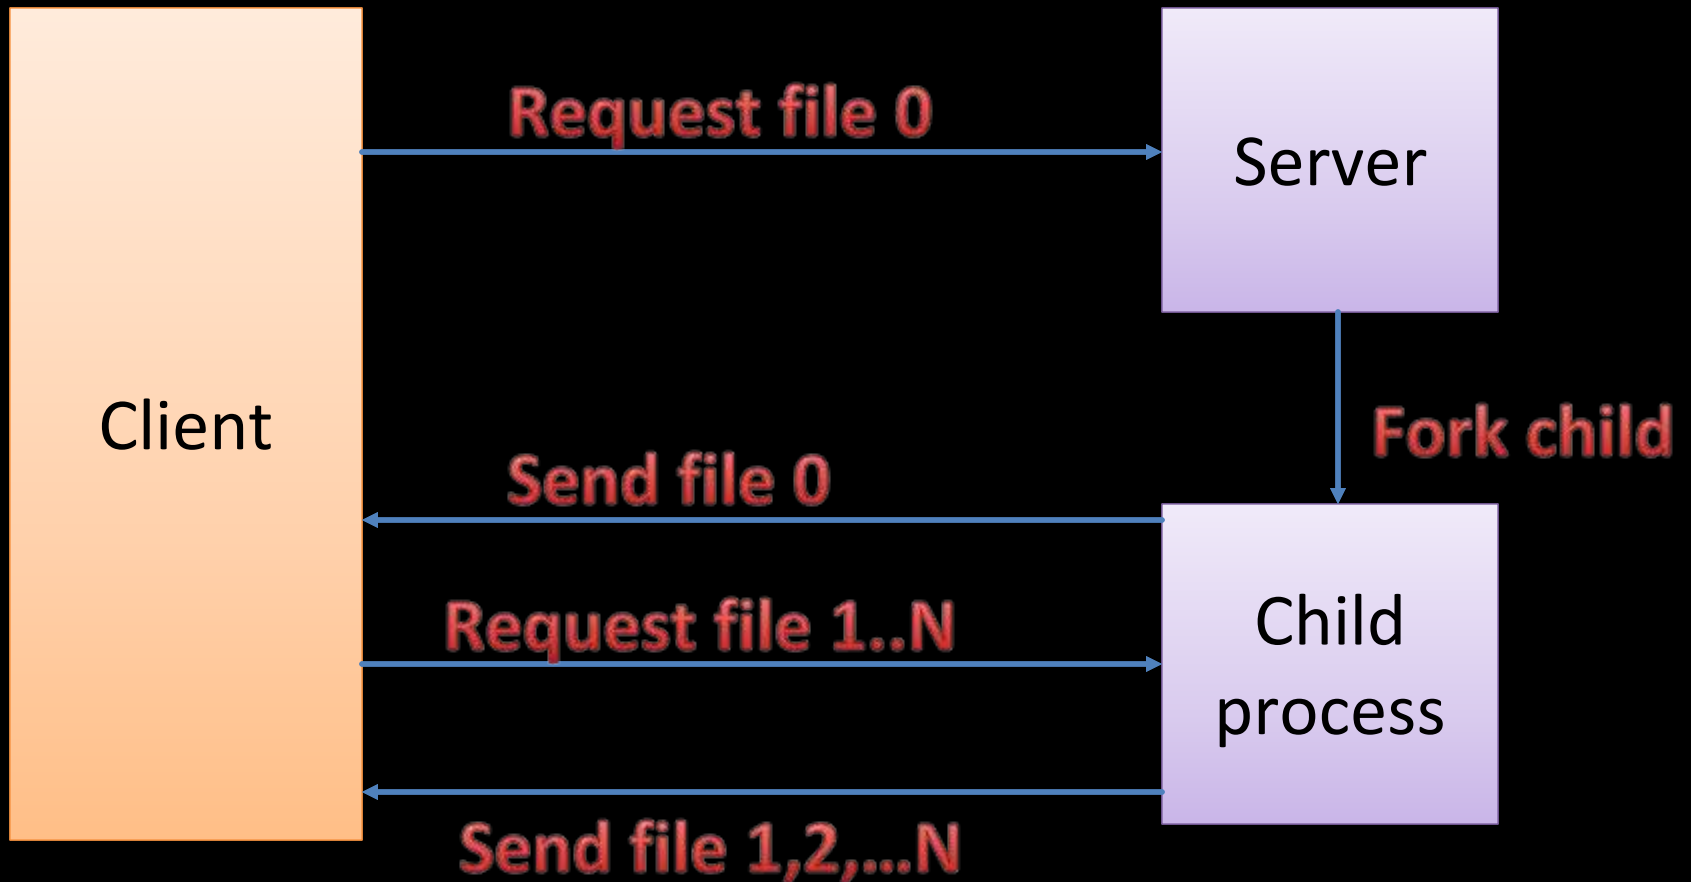 Request file 0
Server
Client
Fork child
Send file 0
Request file 1..N
Child
process
Send file 1,2,...N